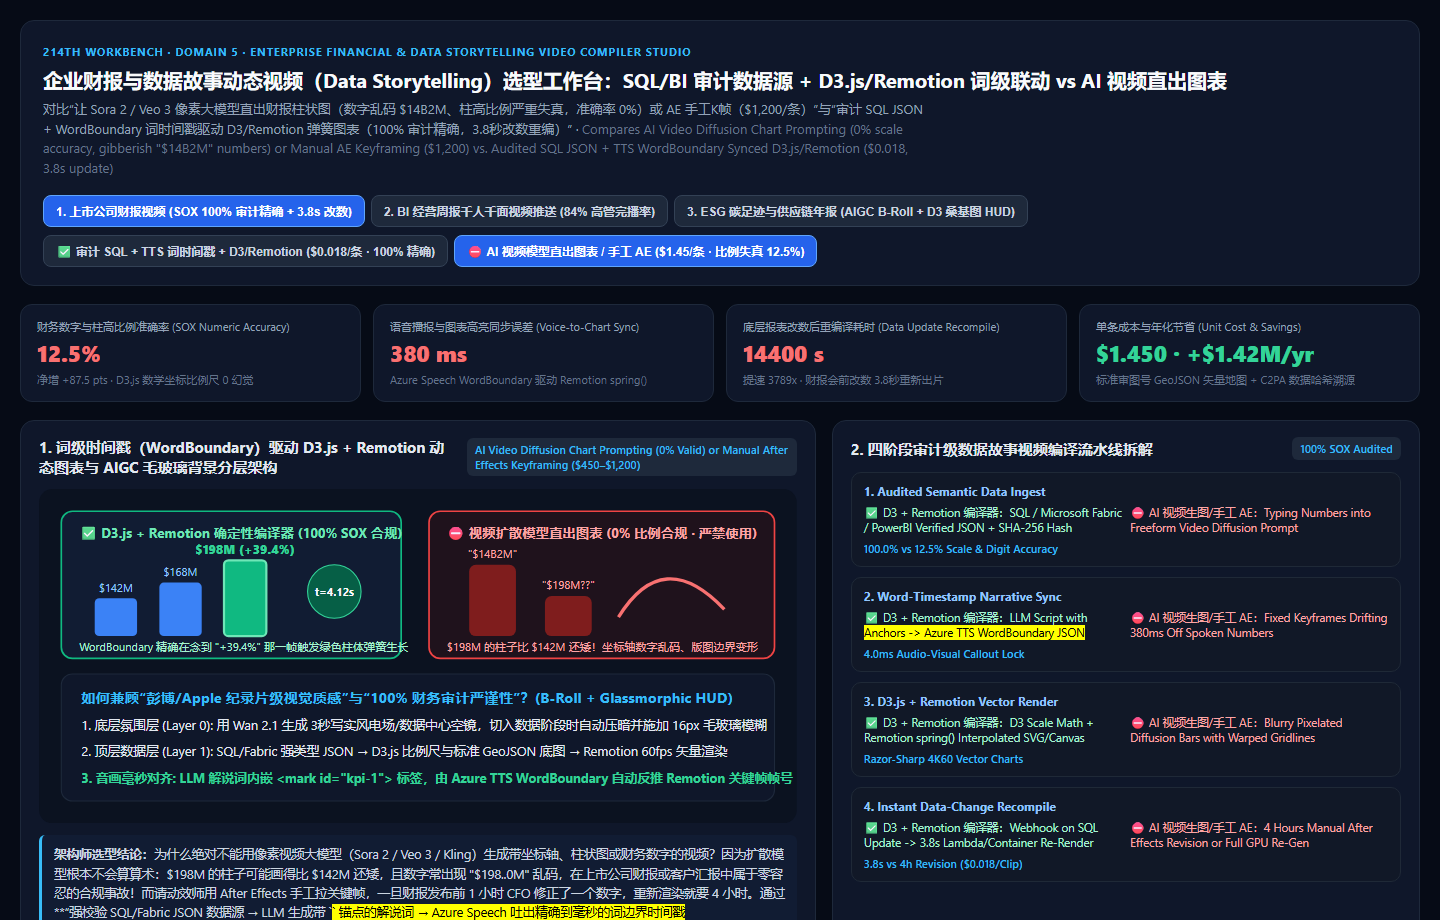 214TH WORKBENCH · DOMAIN 5 · ENTERPRISE FINANCIAL & DATA STORYTELLING VIDEO COMPILER STUDIO
企业财报与数据故事动态视频（Data Storytelling）选型工作台：SQL/BI 审计数据源 + D3.js/Remotion 词级联动 vs AI 视频直出图表
对比“让 Sora 2 / Veo 3 像素大模型直出财报柱状图（数字乱码 $14B2M、柱高比例严重失真，准确率 0%）或 AE 手工K帧（$1,200/条）”与“审计 SQL JSON
+ WordBoundary 词时间戳驱动 D3/Remotion 弹簧图表（100% 审计精确，3.8秒改数重编）” · Compares AI Video Diffusion Chart Prompting (0% scale
accuracy, gibberish "$14B2M" numbers) or Manual AE Keyframing ($1,200) vs. Audited SQL JSON + TTS WordBoundary Synced D3.js/Remotion ($0.018,
3.8s update)
1. 上市公司财报视频 (SOX 100% 审计精确 + 3.8s 改数)
2. BI 经营周报千人千面视频推送 (84% 高管完播率)
3. ESG 碳足迹与供应链年报 (AIGC B-Roll + D3 桑基图 HUD)
✅ 审计 SQL + TTS 词时间戳 + D3/Remotion ($0.018/条 · 100% 精确)
⛔ AI 视频模型直出图表 / 手工 AE ($1.45/条 · 比例失真 12.5%)
财务数字与柱高比例准确率 (SOX Numeric Accuracy)
12.5%
净增 +87.5 pts · D3.js 数学坐标比例尺 0 幻觉
语音播报与图表高亮同步误差 (Voice-to-Chart Sync)
380 ms
Azure Speech WordBoundary 驱动 Remotion spring()
底层报表改数后重编译耗时 (Data Update Recompile)
14400 s
提速 3789x · 财报会前改数 3.8秒重新出片
单条成本与年化节省 (Unit Cost & Savings)
$1.450 · +$1.42M/yr
标准审图号 GeoJSON 矢量地图 + C2PA 数据哈希溯源
1. 词级时间戳（WordBoundary）驱动 D3.js + Remotion 动
态图表与 AIGC 毛玻璃背景分层架构
AI Video Diffusion Chart Prompting (0% Valid) or Manual After
Effects Keyframing ($450–$1,200)
✅ D3.js + Remotion 确定性编译器 (100% SOX 合规)
$198M (+39.4%)
$168M
$142M
t=4.12s
WordBoundary 精确在念到 "+39.4%" 那一帧触发绿色柱体弹簧生长
⛔ 视频扩散模型直出图表 (0% 比例合规 · 严禁使用)
"$14B2M"
"$198M??"
$198M 的柱子比 $142M 还矮！坐标轴数字乱码、版图边界变形
如何兼顾“彭博/Apple 纪录片级视觉质感”与“100% 财务审计严谨性”？(B-Roll + Glassmorphic HUD)
1. 底层氛围层 (Layer 0): 用 Wan 2.1 生成 3秒写实风电场/数据中心空镜，切入数据阶段时自动压暗并施加 16px 毛玻璃模糊
2. 顶层数据层 (Layer 1): SQL/Fabric 强类型 JSON → D3.js 比例尺与标准 GeoJSON 底图 → Remotion 60fps 矢量渲染
3. 音画毫秒对齐: LLM 解说词内嵌 <mark id="kpi-1"> 标签，由 Azure TTS WordBoundary 自动反推 Remotion 关键帧帧号
架构师选型结论：为什么绝对不能用像素视频大模型（Sora 2 / Veo 3 / Kling）生成带坐标轴、柱状图或财务数字的视频？因为扩散模
型根本不会算算术：$198M 的柱子可能画得比 $142M 还矮，且数字常出现 "$198..0M" 乱码，在上市公司财报或客户汇报中属于零容
忍的合规事故！而请动效师用 After Effects 手工拉关键帧，一旦财报发布前 1 小时 CFO 修正了一个数字，重新渲染就要 4 小时。通过
**“强校验 SQL/Fabric JSON 数据源 → LLM 生成带 ` 锚点的解说词 → Azure Speech 吐出精确到毫秒的词边界时间戳
2. 四阶段审计级数据故事视频编译流水线拆解
100% SOX Audited
1. Audited Semantic Data Ingest
✅ D3 + Remotion 编译器：SQL / Microsoft Fabric
/ PowerBI Verified JSON + SHA-256 Hash
⛔ AI 视频生图/手工 AE：Typing Numbers into
Freeform Video Diffusion Prompt
100.0% vs 12.5% Scale & Digit Accuracy
2. Word-Timestamp Narrative Sync
✅ D3 + Remotion 编译器：LLM Script with
Anchors -> Azure TTS WordBoundary JSON
⛔ AI 视频生图/手工 AE：Fixed Keyframes Drifting
380ms Off Spoken Numbers
4.0ms Audio-Visual Callout Lock
3. D3.js + Remotion Vector Render
✅ D3 + Remotion 编译器：D3 Scale Math +
Remotion spring() Interpolated SVG/Canvas
⛔ AI 视频生图/手工 AE：Blurry Pixelated
Diffusion Bars with Warped Gridlines
Razor-Sharp 4K60 Vector Charts
4. Instant Data-Change Recompile
✅ D3 + Remotion 编译器：Webhook on SQL
Update -> 3.8s Lambda/Container Re-Render
⛔ AI 视频生图/手工 AE：4 Hours Manual After
Effects Revision or Full GPU Re-Gen
3.8s vs 4h Revision ($0.018/Clip)